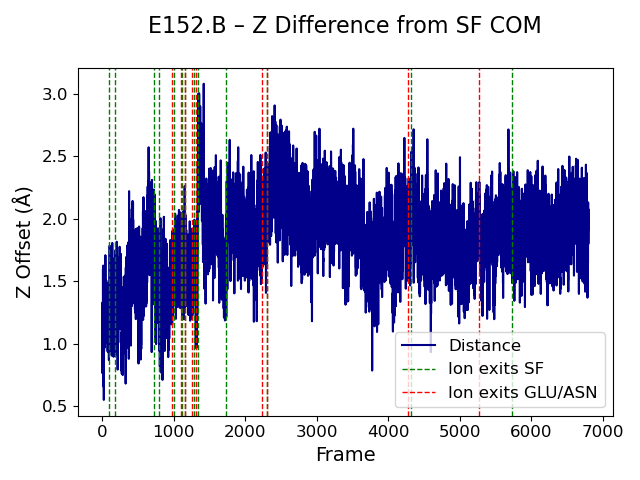 E152.B – Z Difference from SF COM
Z Offset (Å)
3.0
2.5
2.0
1.5
1.0
0.5
Distance
Ion exits SF
Ion exits GLU/ASN
0
1000
2000
3000
4000
5000
6000
7000
Frame